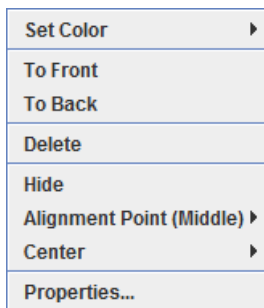 Set Color
To Front
To Back
Delete
Hide
Alignment Point (Middle)
Center
Properties...